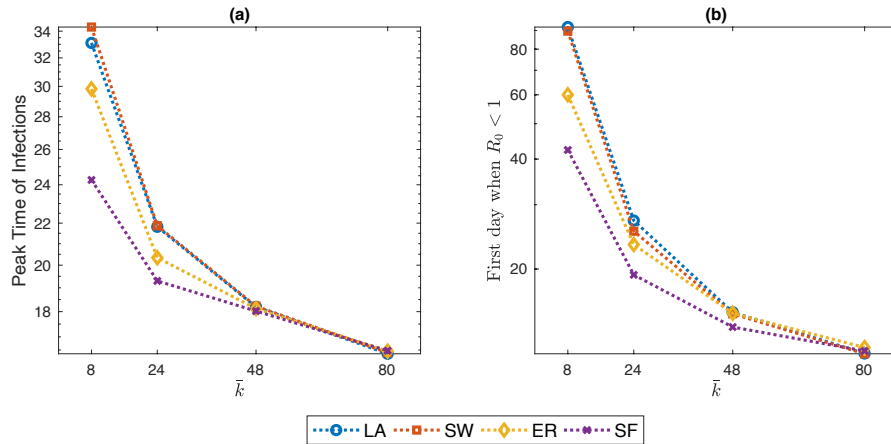 (a)
34
32
30
28
26
24
22
20
18
Peak Time of Infections
8 24 48 80
k̄
(b)
80
60
40
20
First day when R₀ < 1
8 24 48 80
k̄
LA SW ER SF